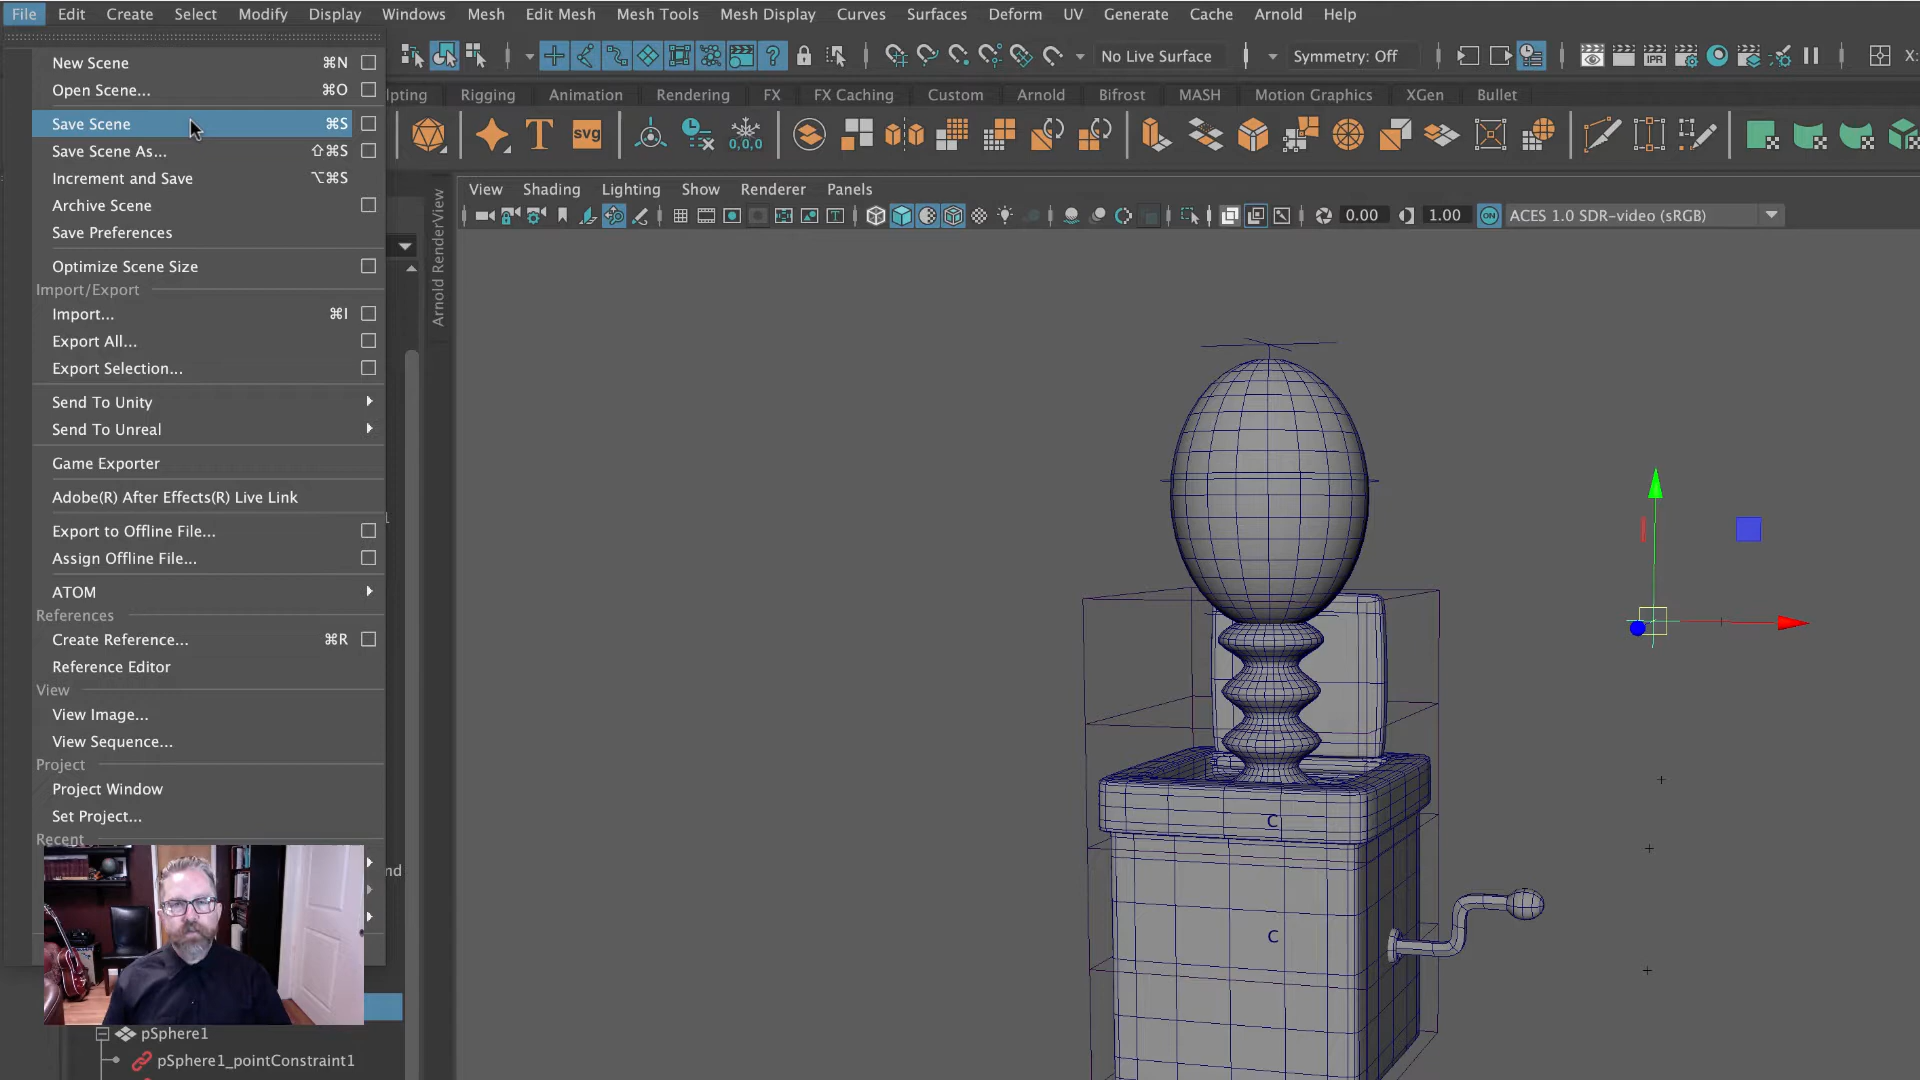 File Edit Create Select Modify Display Windows Mesh Edit Mesh Mesh Tools Mesh Display Curves Surfaces Deform UV Generate Cache Arnold Help
No Live Surface Symmetry: Off IPR X:
pting Rigging Animation Rendering FX FX Caching Custom Arnold Bifrost MASH Motion Graphics XGen Bullet
T svg 0,0,0
New Scene ⌘N
Open Scene... ⌘O
Save Scene ⌘S
Save Scene As... ⇧⌘S
Increment and Save ⌥⌘S
Archive Scene
Save Preferences
Optimize Scene Size
Import/Export
Import... ⌘I
Export All...
Export Selection...
Send To Unity
Send To Unreal
Game Exporter
Adobe(R) After Effects(R) Live Link
Export to Offline File...
Assign Offline File...
ATOM
References
Create Reference... ⌘R
Reference Editor
View
View Image...
View Sequence...
Project
Project Window
Set Project...
Recent
nd
pSphere1
pSphere1_pointConstraint1
Arnold RenderView
View Shading Lighting Show Renderer Panels
0.00 1.00 ON ACES 1.0 SDR-video (sRGB)
C
C